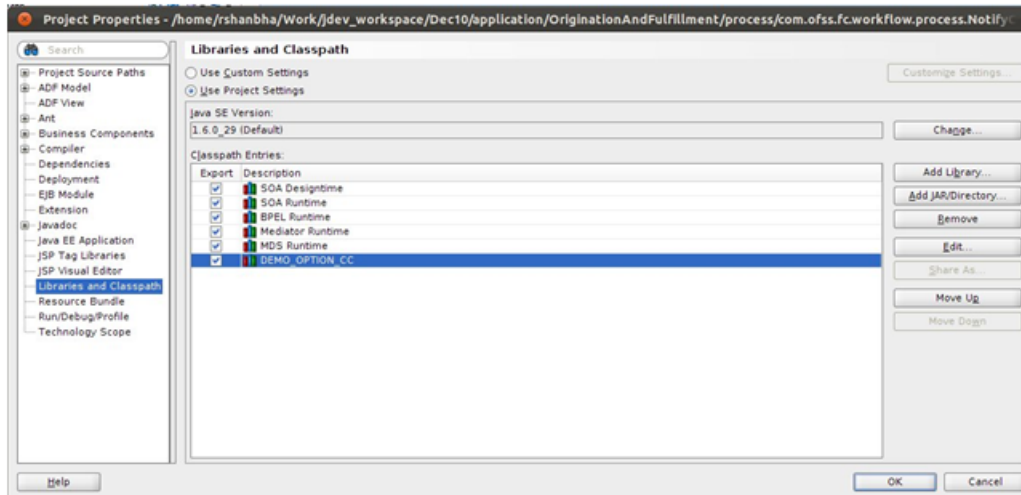 Project Properties - /home/rshanbha/Work/jdev_workspace/Dec10/application/OriginationAndFulfillment/process/com.ofss.fc.workflow.process.Notify
Search
Project Source Paths
ADF Model
ADF View
Ant
Business Components
Compiler
Dependencies
Deployment
EJB Module
Extension
Javadoc
Java EE Application
JSP Tag Libraries
JSP Visual Editor
Libraries and Classpath
Resource Bundle
Run/Debug/Profile
Technology Scope
Libraries and Classpath
Use Custom Settings
Customize Settings...
Use Project Settings
Java SE Version:
1.6.0_29 (Default)
Change...
Classpath Entries:
Export Description
SOA Designtime
SOA Runtime
BPEL Runtime
Mediator Runtime
MDS Runtime
DEMO_OPTION_CC
Add Library...
Add JAR/Directory...
Remove
Edit...
Share As...
Move Up
Move Down
Help
OK
Cancel